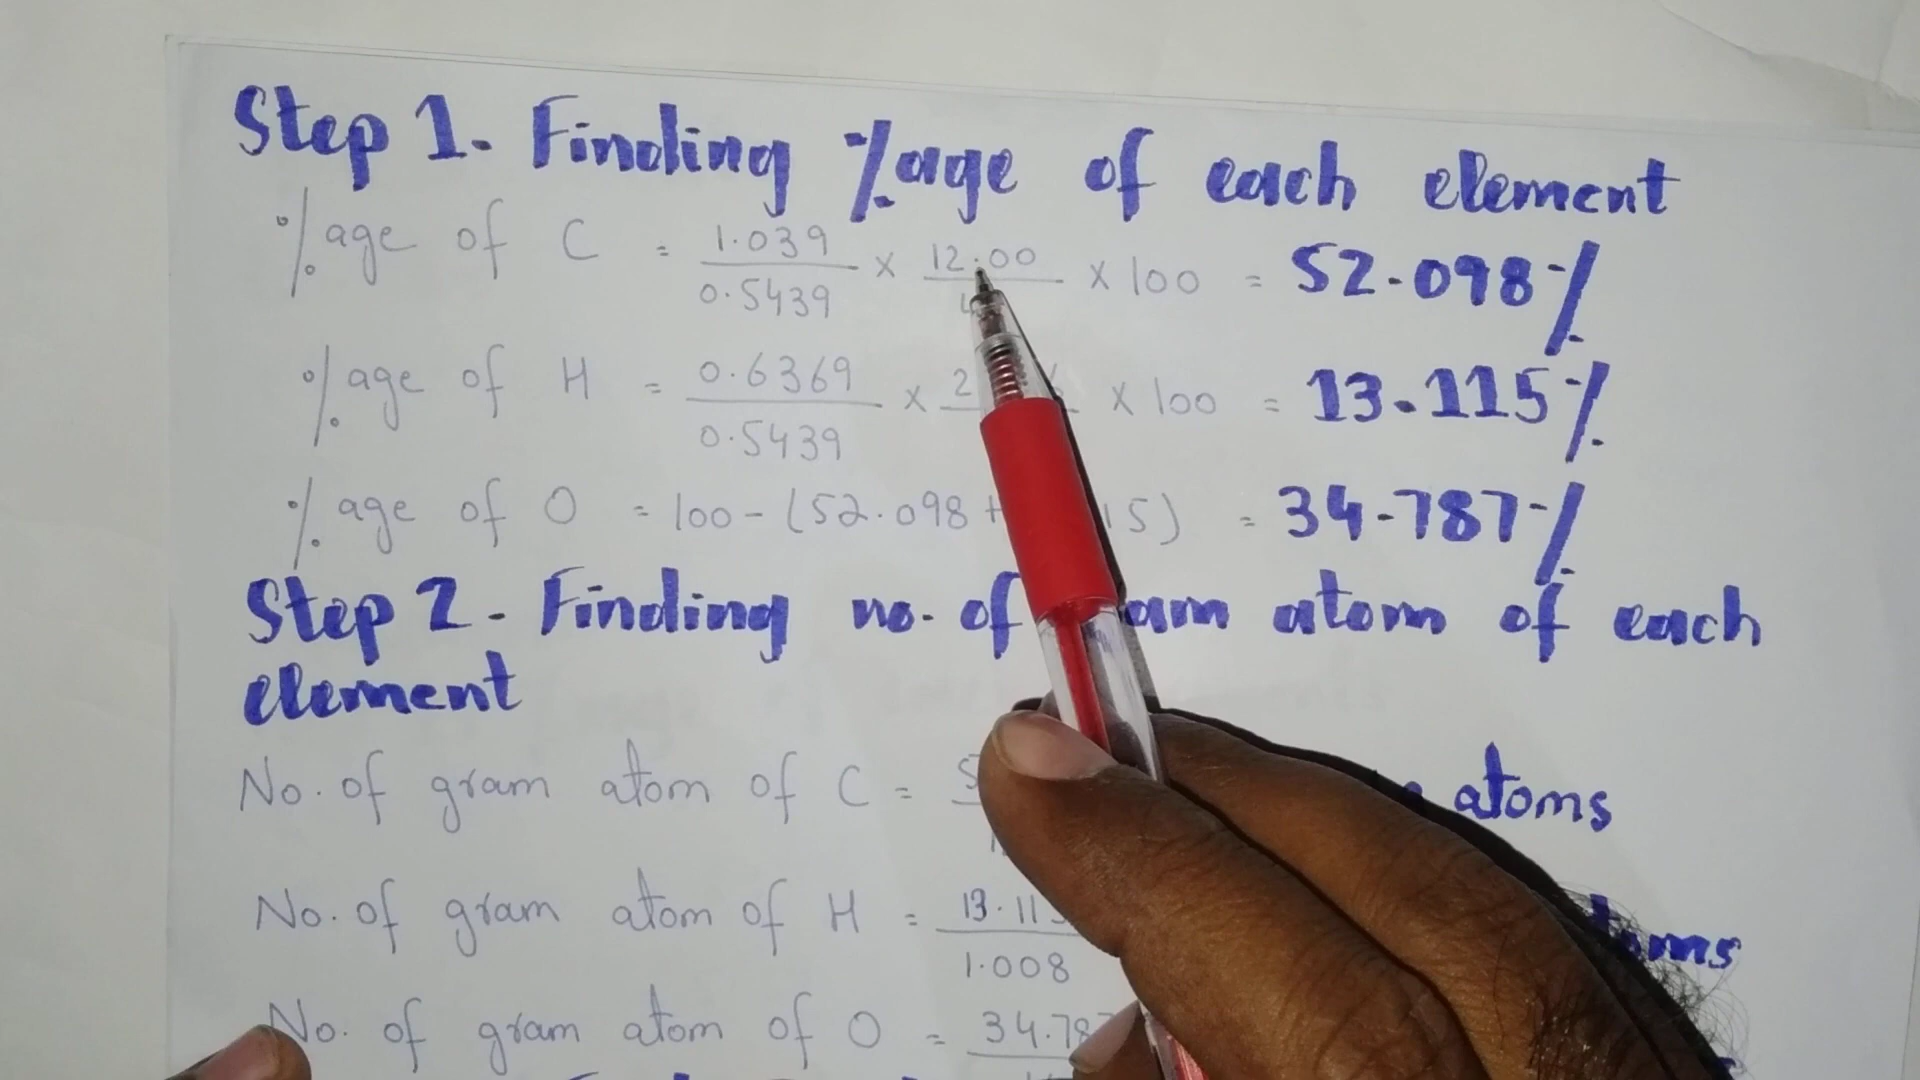 Step 1. Finding %age of each element
%age of C = 1.039 / 0.5439 × 12.00 / 4 × 100 = 52.098%
%age of H = 0.6369 / 0.5439 × 2 × 100 = 13.115%
%age of O = 100 - (52.098 + 15) = 34.787%
Step 2. Finding no. of atom of each
element
No. of gram atom of C = atoms
No. of gram atom of H = 13.115 / 1.008
No. of gram atom of O = 34.78